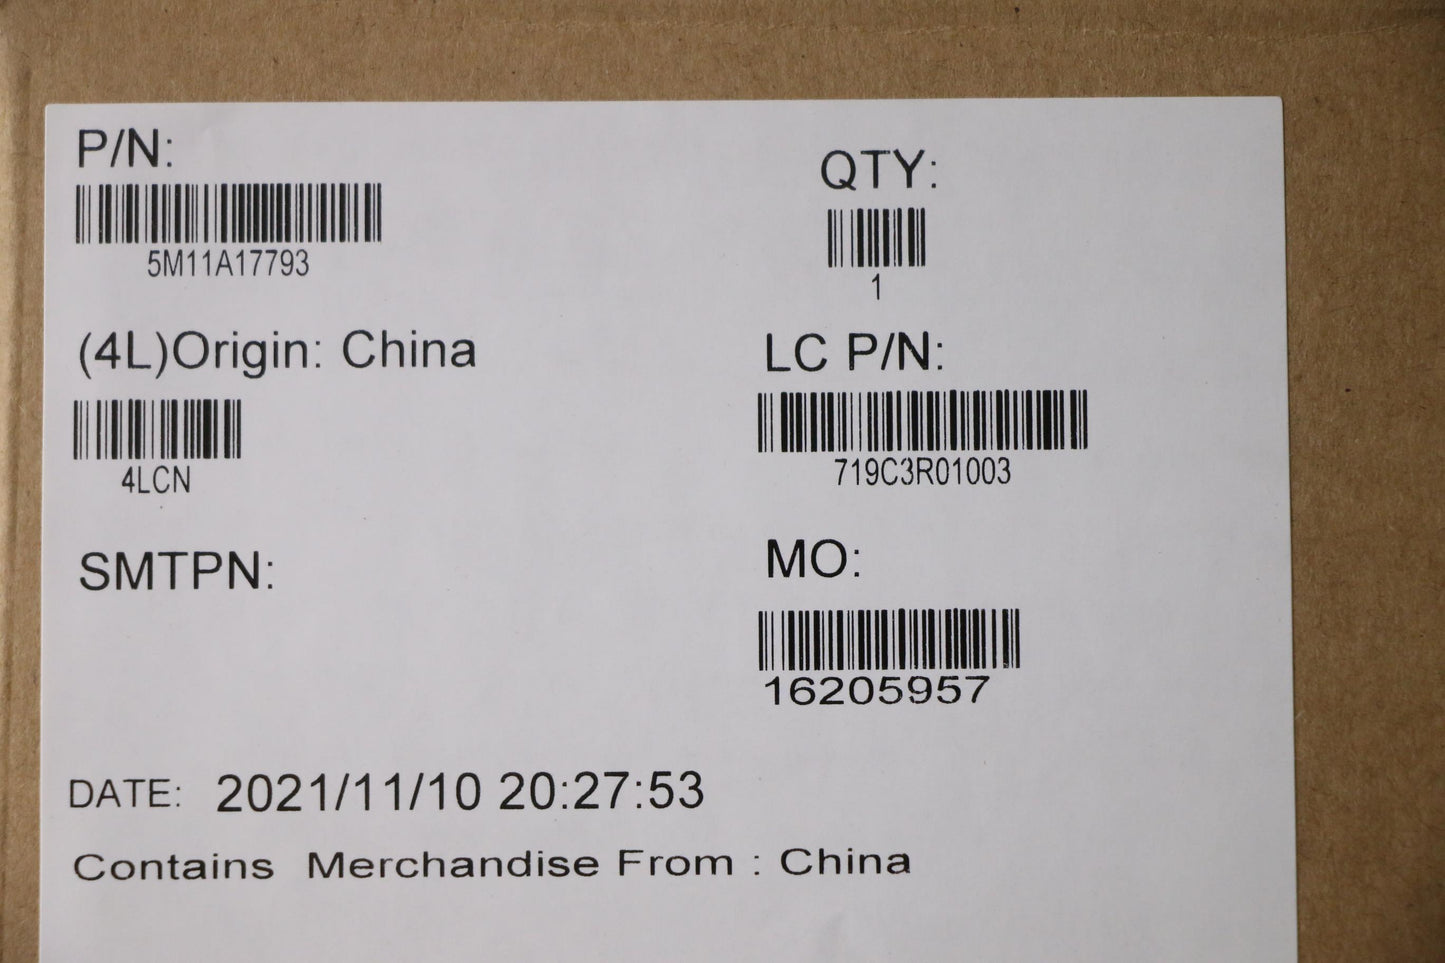 P/N:
5M11A17793
QTY:
1
(4L)Origin: China
4LCN
LC P/N:
719C3R01003
SMTPN:
MO:
16205957
DATE: 2021/11/10 20:27:53
Contains Merchandise From : China